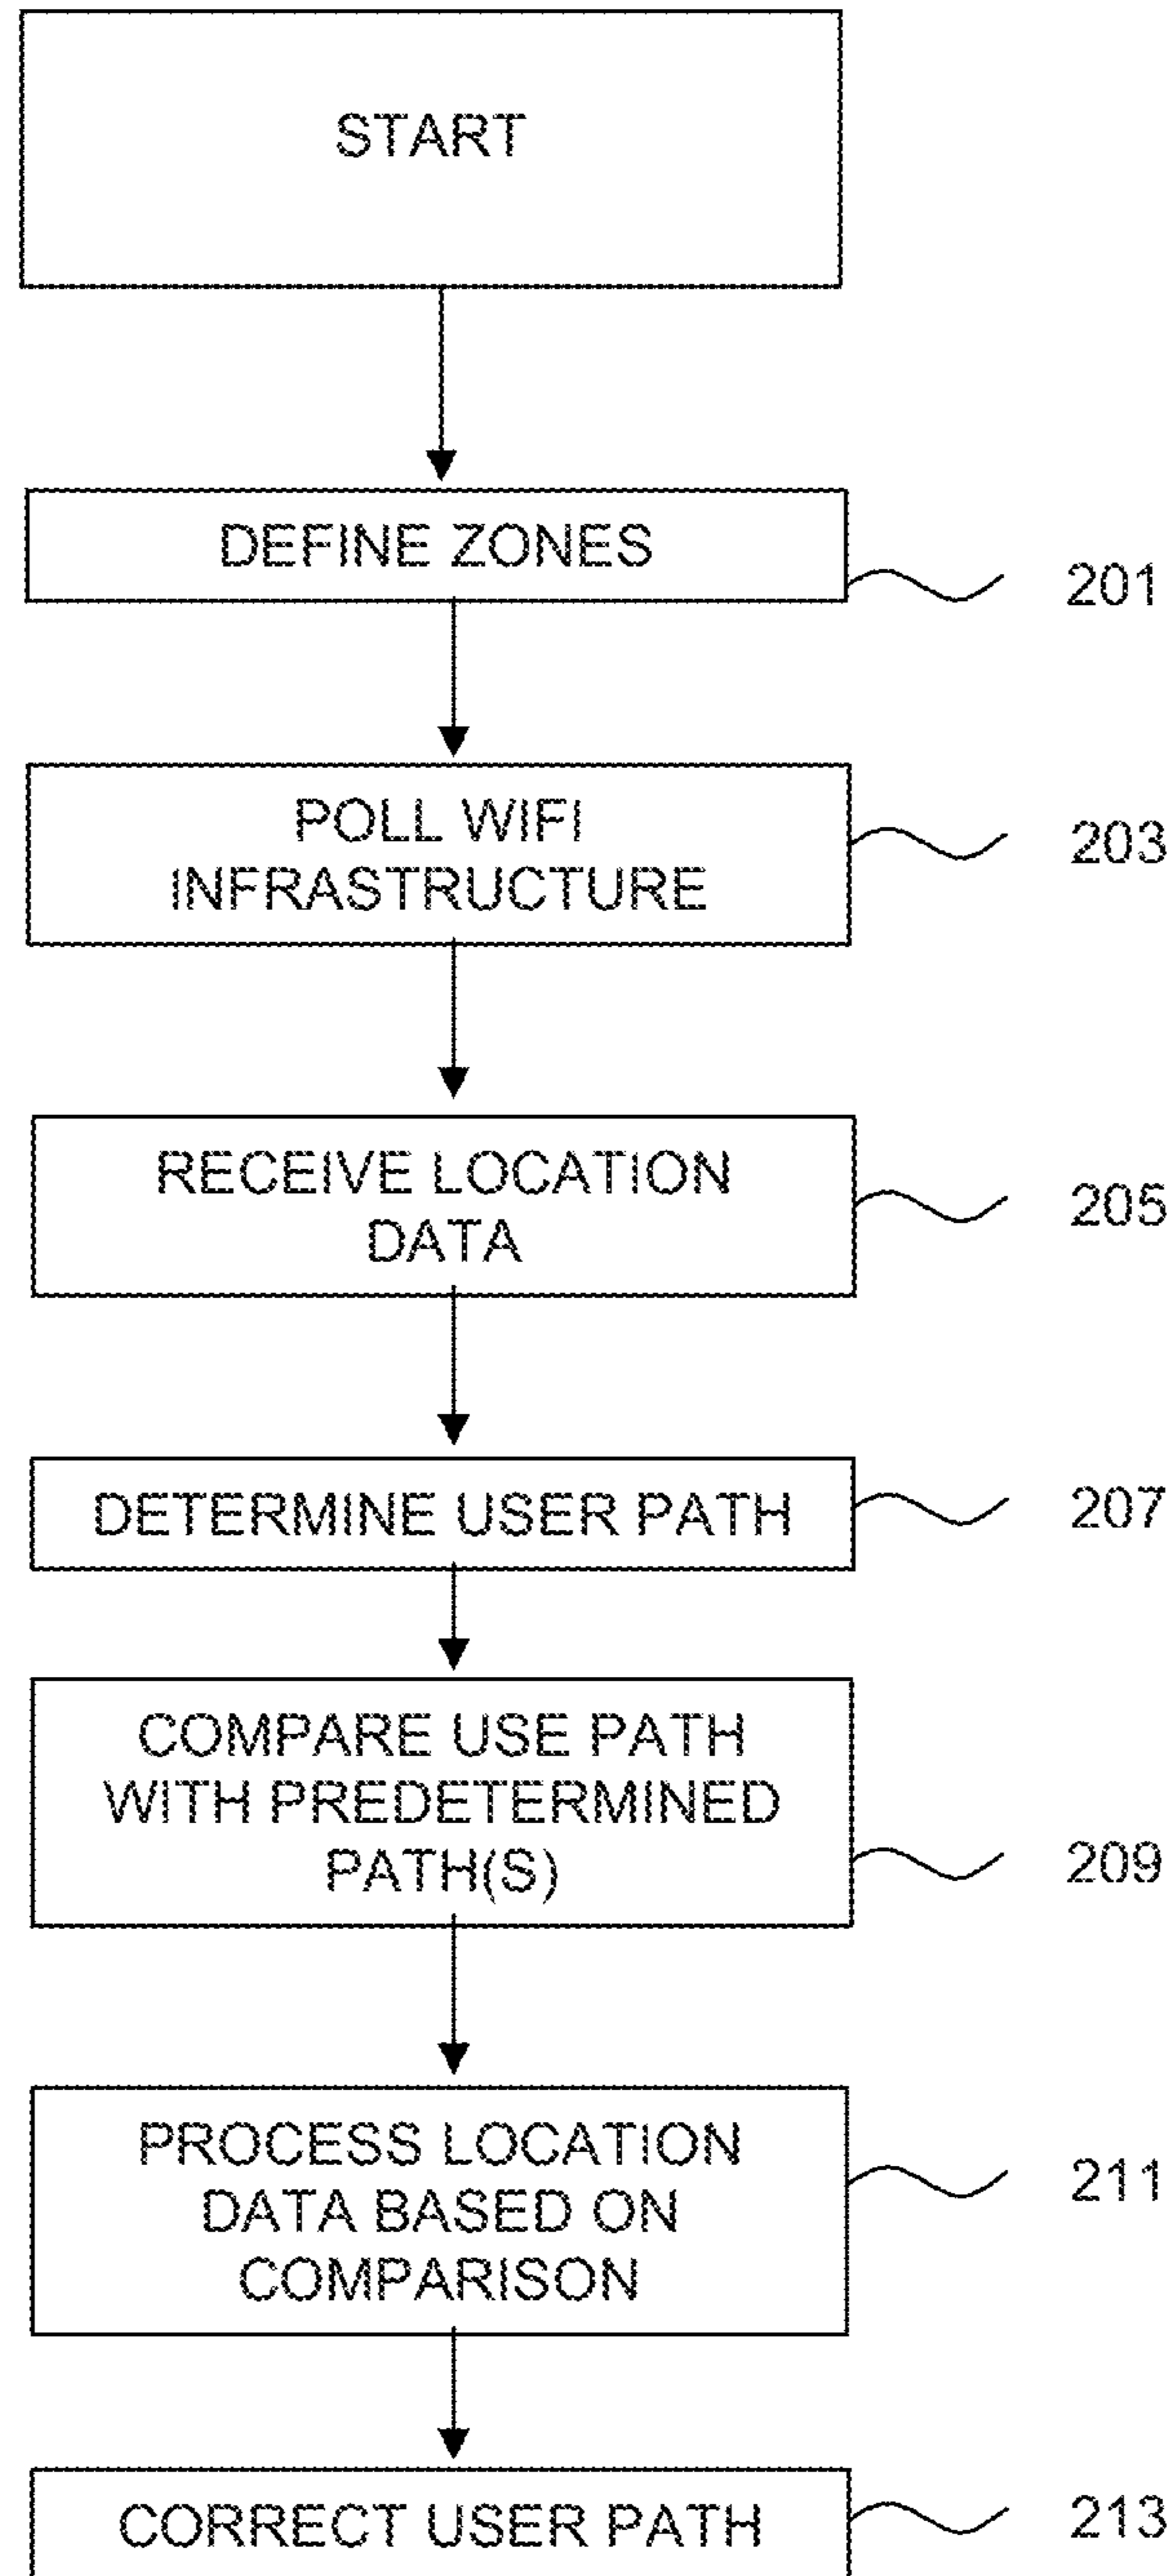 START
DEFINE ZONES
201
POLL WIFI
INFRASTRUCTURE
203
RECEIVE LOCATION
DATA
205
DETERMINE USER PATH
207
COMPARE USE PATH
WITH PREDETERMINED
PATH(S)
209
PROCESS LOCATION
DATA BASED ON
COMPARISON
211
CORRECT USER PATH
213